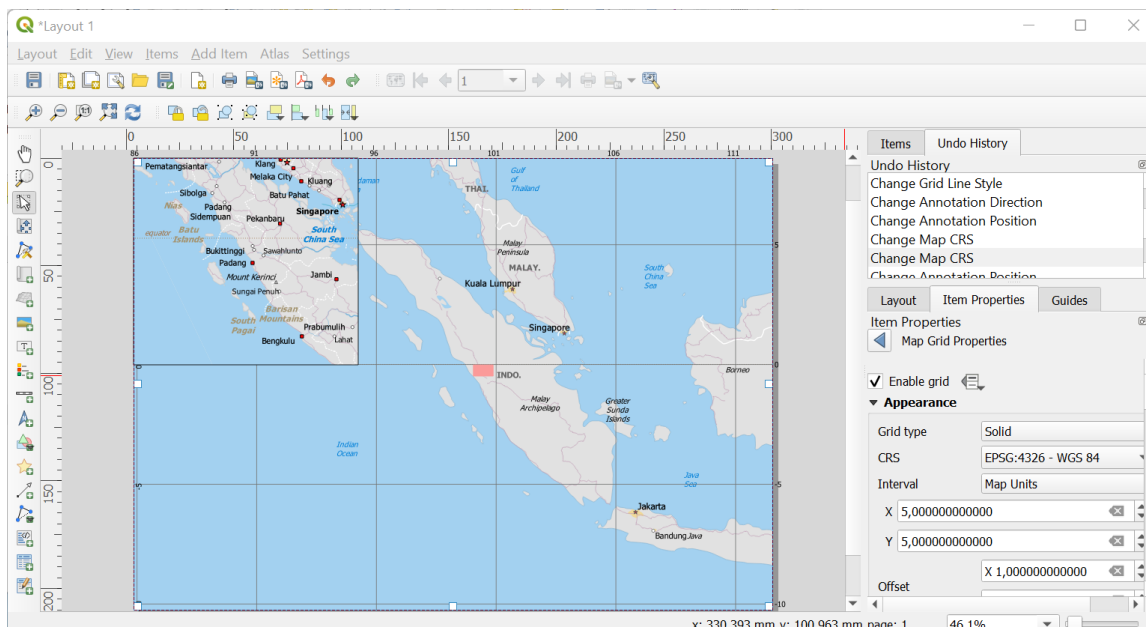 *Layout 1
Layout Edit View Items Add Item Atlas Settings
1
0 50 100 150 200 250 300
86 91 96 101 106 111
0 50 100 150 200
Pematangsiantar
Klang
Melaka City
Kluang
Sibolga
Batu Pahat
Nias
Padang
Sidempuan
Singapore
Pekanbaru
equator
Batu
Islands
South
China Sea
Bukittinggi
Sawahlunto
Padang
Mount Kerinci
Jambi
Sungai Penuh
Barisan
Mountains
South
Pagai
Prabumulih
Bengkulu
Lahat
daman
Gulf
of
Thailand
THAI.
Malay
Peninsula
MALAY.
South
China
Sea
Kuala Lumpur
Singapore
Borneo
INDO.
Malay
Archipelago
Greater
Sunda
Islands
Indian
Ocean
Java
Sea
Jakarta
Bandung
Java
5
0
0
-5
-5
-10
Items Undo History
Undo History
Change Grid Line Style
Change Annotation Direction
Change Annotation Position
Change Map CRS
Change Map CRS
Change Annotation Position
Layout Item Properties Guides
Item Properties
Map Grid Properties
Enable grid
Appearance
Grid type Solid
CRS EPSG:4326 - WGS 84
Interval Map Units
X 5,000000000000
Y 5,000000000000
X 1,000000000000
Offset
x: 330.393 mm y: 100.963 mm page: 1 46.1%